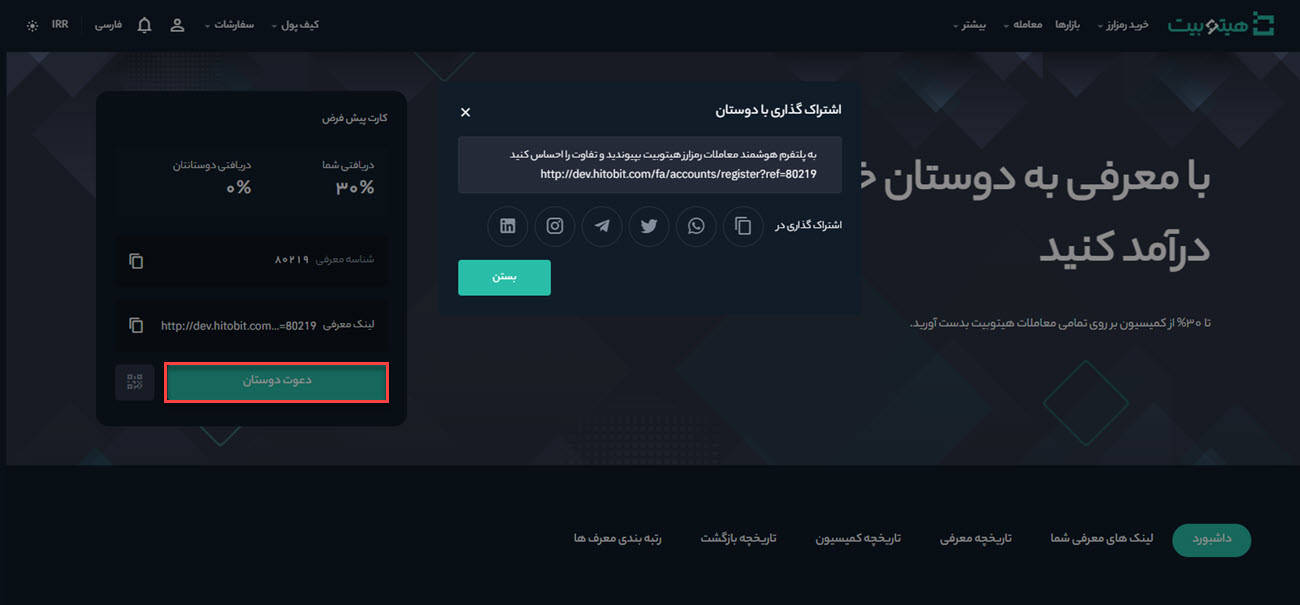 هیتوبیت
خرید رمزارز
بازارها
معامله
بیشتر
کیف پول
سفارشات
فارسی
IRR
با معرفی به دوستان
درآمد کنید
تا ۳۰% از کمیسیون بر روی تمامی معاملات هیتوبیت بدست آورید.
اشتراک گذاری با دوستان
به پلتفرم هوشمند معاملات رمزارز هیتوبیت بپیوندید و تفاوت را احساس کنید
http://dev.hitobit.com/fa/accounts/register?ref=80219
اشتراک گذاری در
بستن
کارت پیش فرض
دریافتی شما
۳۰%
دریافتی دوستانتان
۰%
شناسه معرفی ۸۰۲۱۹
لینک معرفی http://dev.hitobit.com...=80219
دعوت دوستان
داشبورد
لینک های معرفی شما
تاریخچه معرفی
تاریخچه کمیسیون
تاریخچه بازگشت
رتبه بندی معرف ها